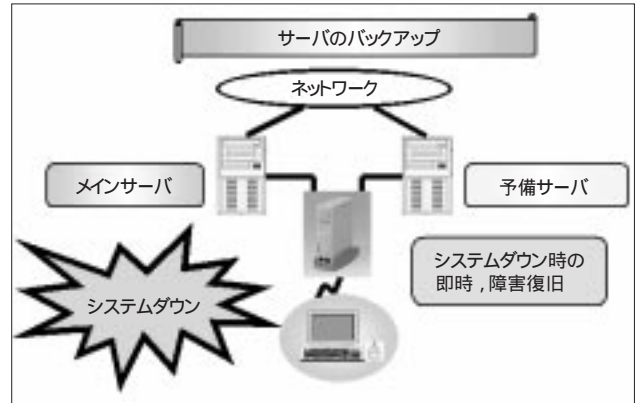 サーバのバックアップ
ネットワーク
メインサーバ
予備サーバ
システムダウン
システムダウン時の
即時，障害復旧